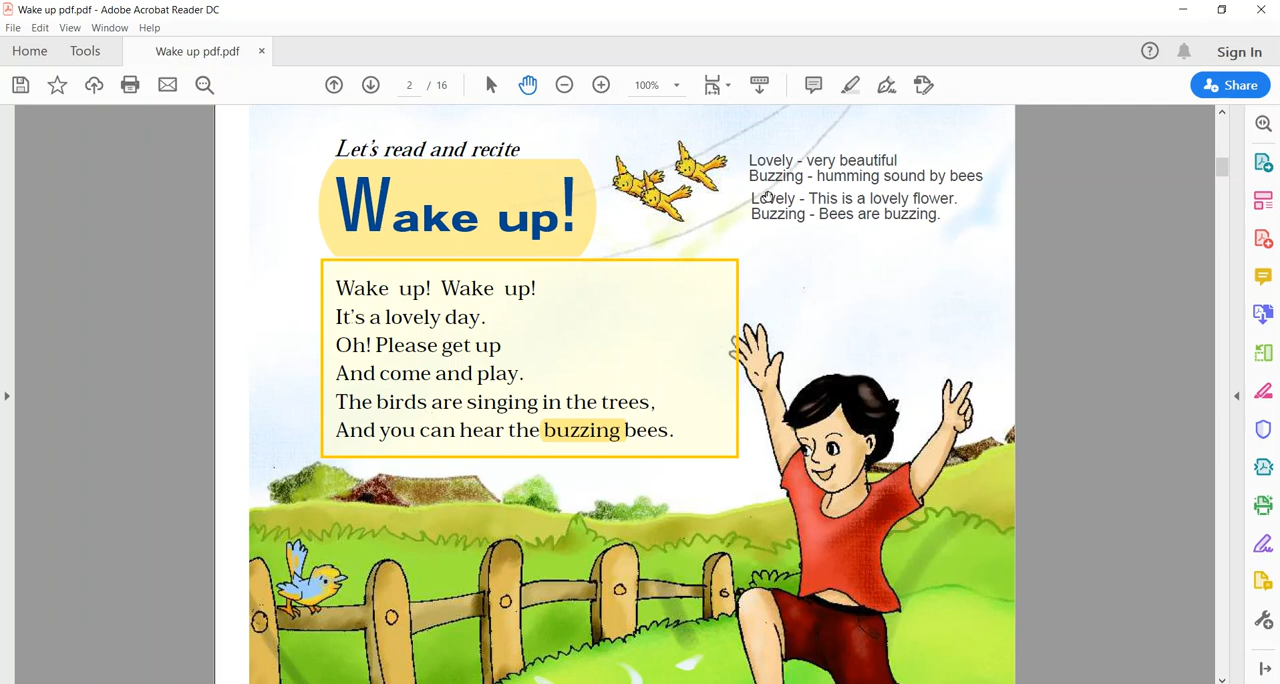 Wake up pdf.pdf - Adobe Acrobat Reader DC
File Edit View Window Help
Home Tools Wake up pdf.pdf × Sign In
2 / 16 100% Share
Let's read and recite
Wake up!
Lovely - very beautiful
Buzzing - humming sound by bees
Lovely - This is a lovely flower.
Buzzing - Bees are buzzing.
Wake up! Wake up!
It's a lovely day.
Oh! Please get up
And come and play.
The birds are singing in the trees,
And you can hear the buzzing bees.